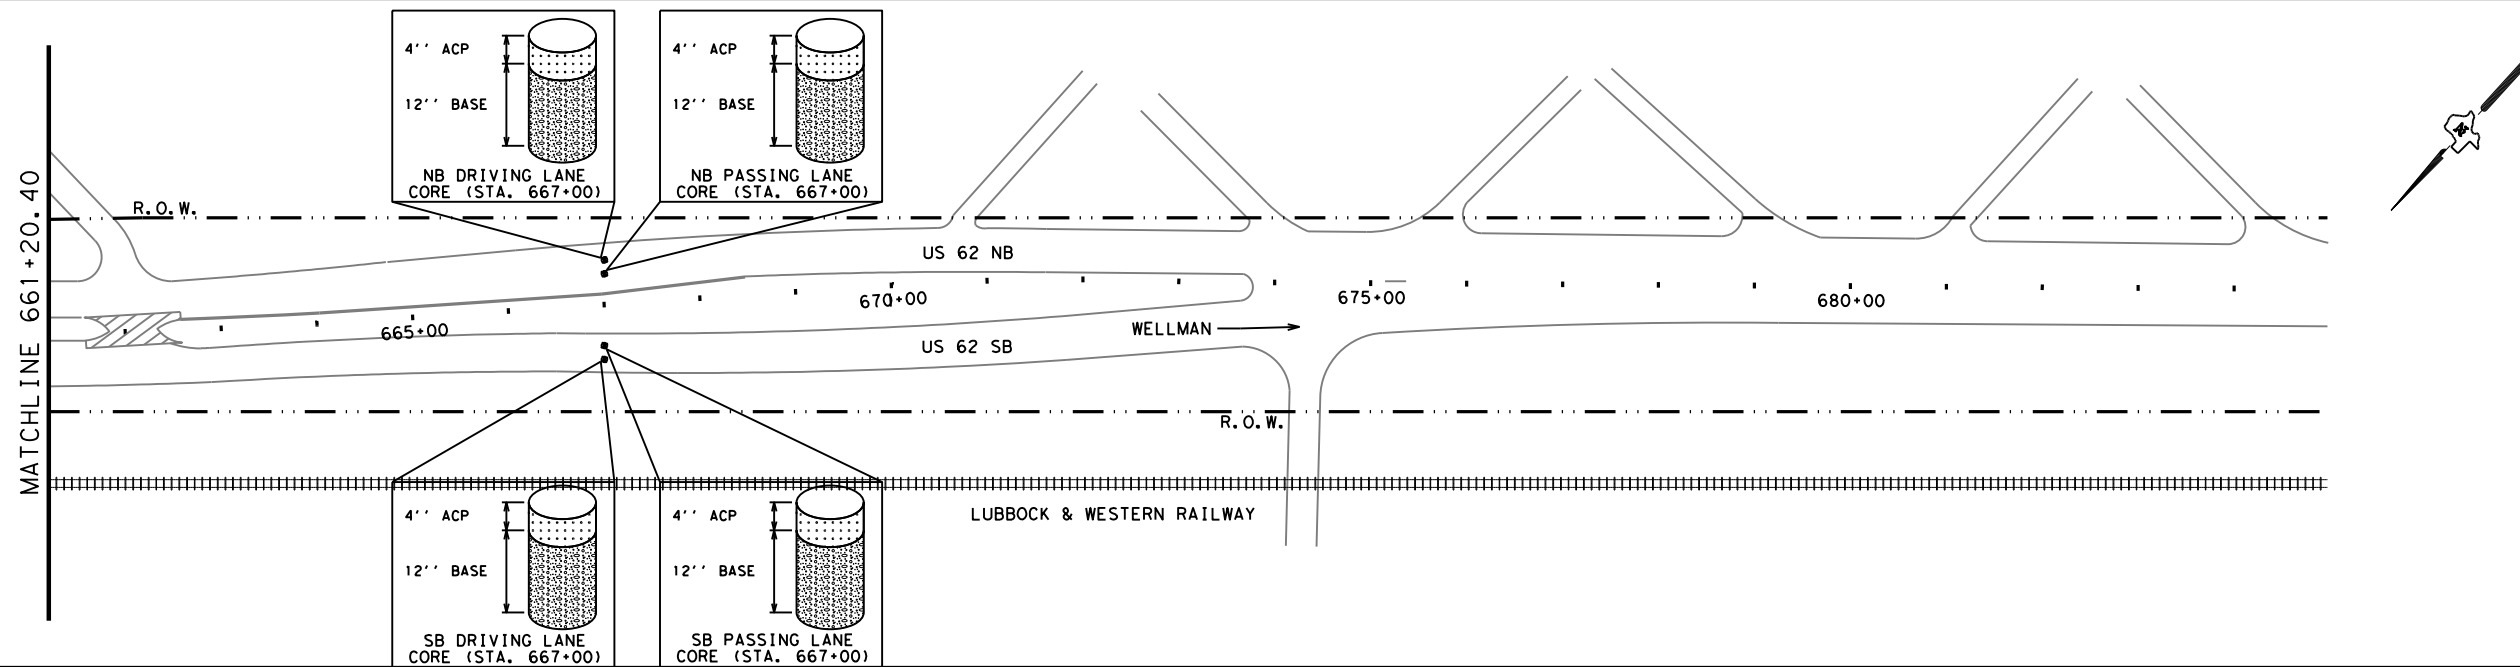 4'' ACP
12'' BASE
NB DRIVING LANE
CORE (STA. 667+00)
4'' ACP
12'' BASE
NB PASSING LANE
CORE (STA. 667+00)
MATCHLINE 661+20.40
R.O.W.
US 62 NB
665+00
670+00
675+00
680+00
WELLMAN
US 62 SB
R.O.W.
LUBBOCK & WESTERN RAILWAY
4'' ACP
12'' BASE
SB DRIVING LANE
CORE (STA. 667+00)
4'' ACP
12'' BASE
SB PASSING LANE
CORE (STA. 667+00)
N